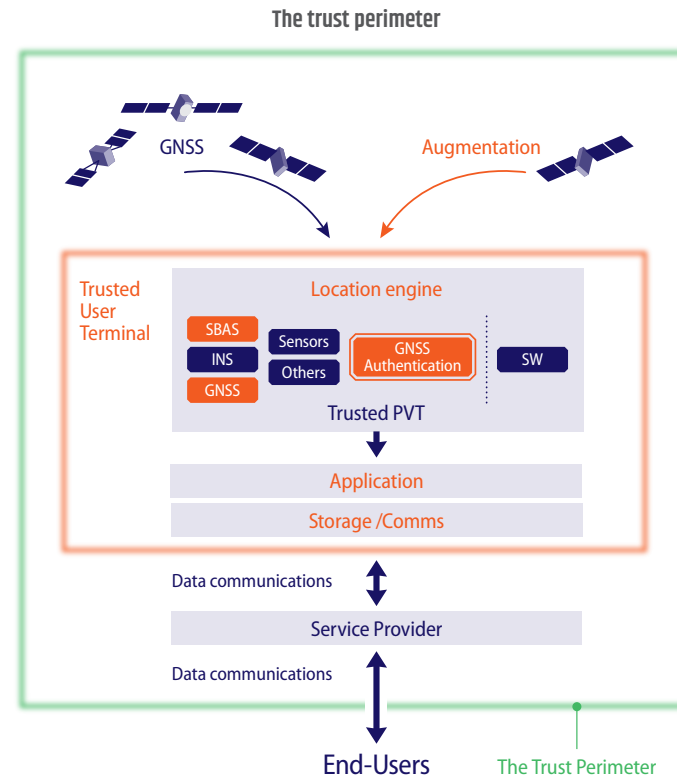 The trust perimeter
GNSS
Augmentation
Trusted
User
Terminal
Location engine
SBAS
INS
GNSS
Sensors
Others
GNSS
Authentication
SW
Trusted PVT
Application
Storage /Comms
Data communications
Service Provider
Data communications
End-Users
The Trust Perimeter